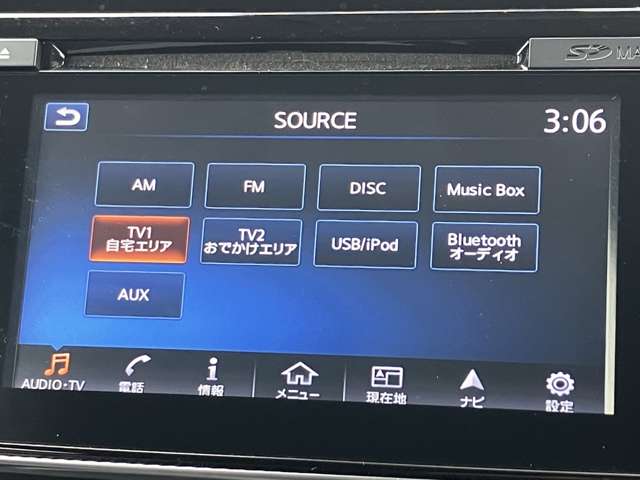 SD MA
SOURCE
3:06
AM
FM
DISC
Music Box
TV1
自宅エリア
TV2
おでかけエリア
USB/iPod
Bluetooth
オーディオ
AUX
AUDIO・TV
電話
情報
メニュー
現在地
ナビ
設定